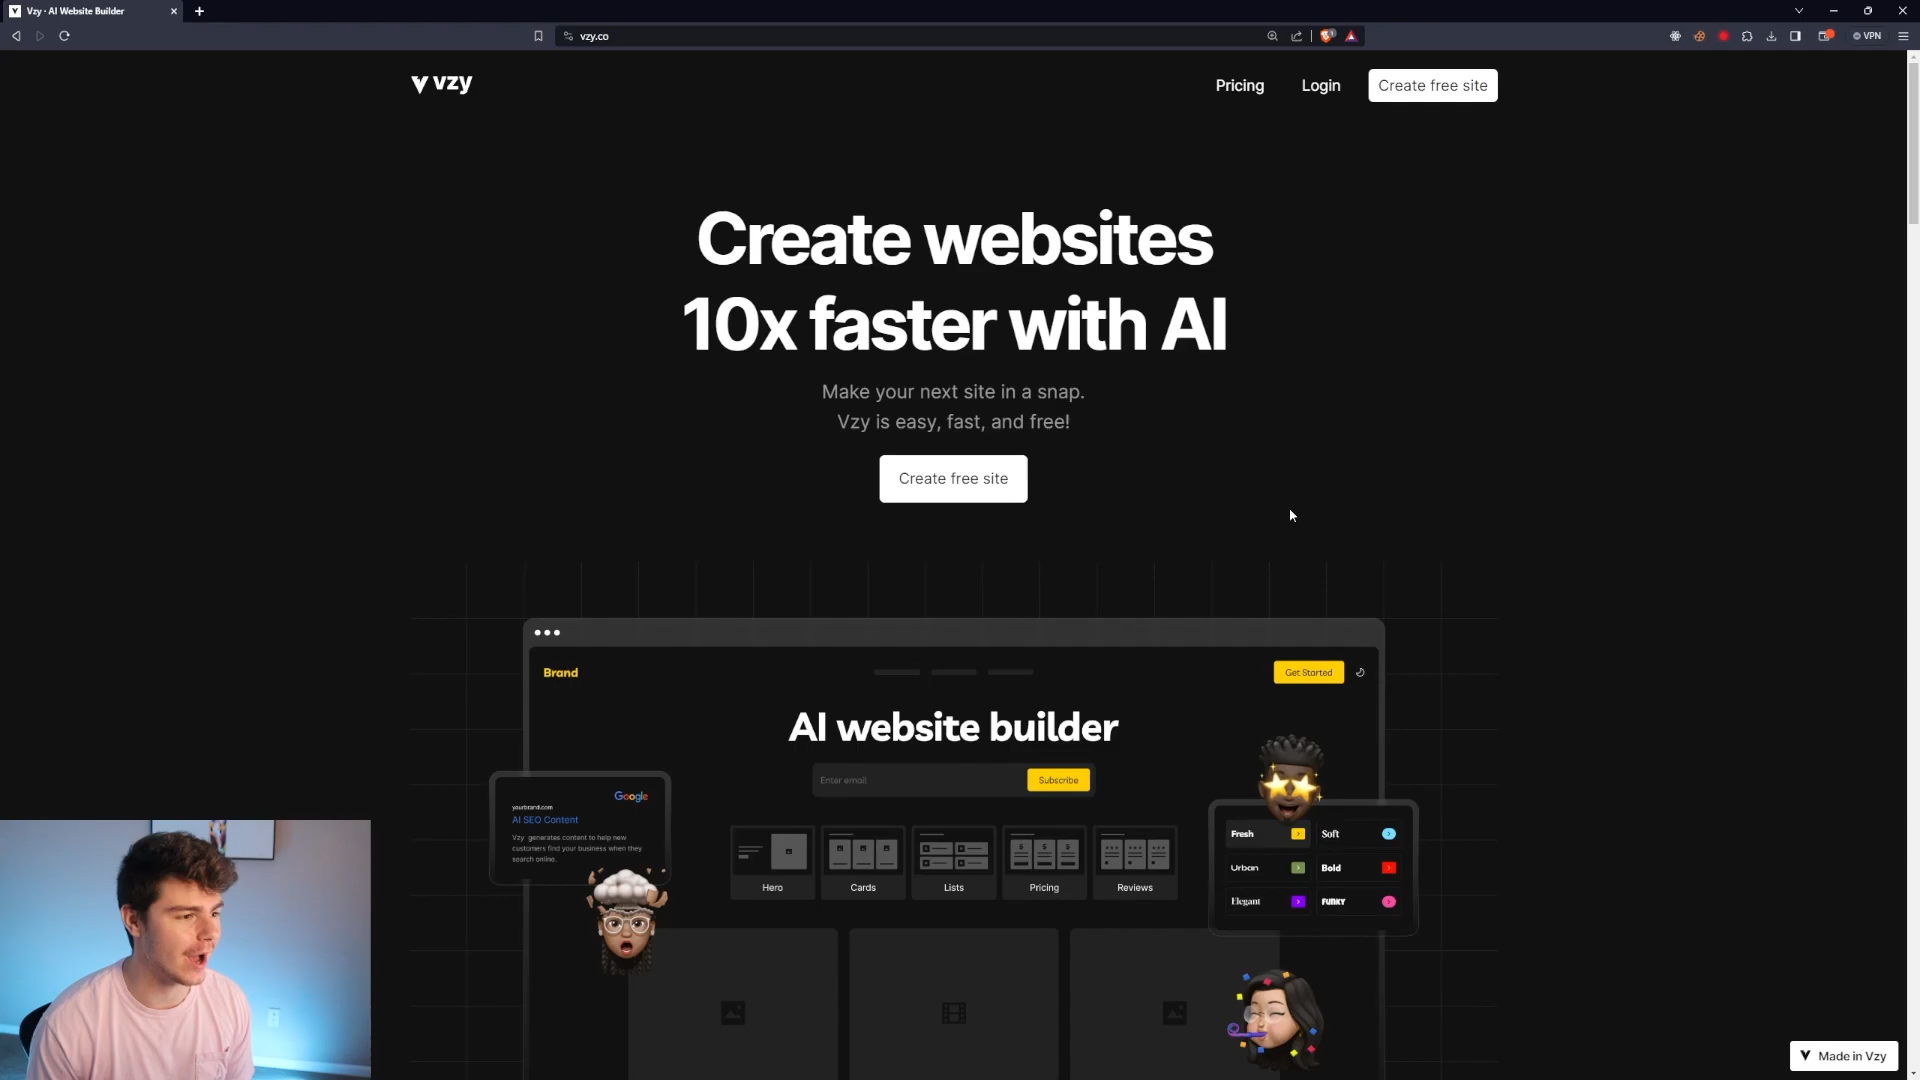 Vzy · AI Website Builder
vzy.co
VPN
vzy
Pricing
Login
Create free site
Create websites
10x faster with AI
Make your next site in a snap.
Vzy is easy, fast, and free!
Create free site
Brand
Get Started
AI website builder
Enter email
Subscribe
Google
yourbrand.com
AI SEO Content
Vzy generates content to help new
customers find your business when they
search online.
Hero
Cards
Lists
Pricing
Reviews
Fresh
Soft
Urban
Bold
Elegant
FUNKY
Made in Vzy